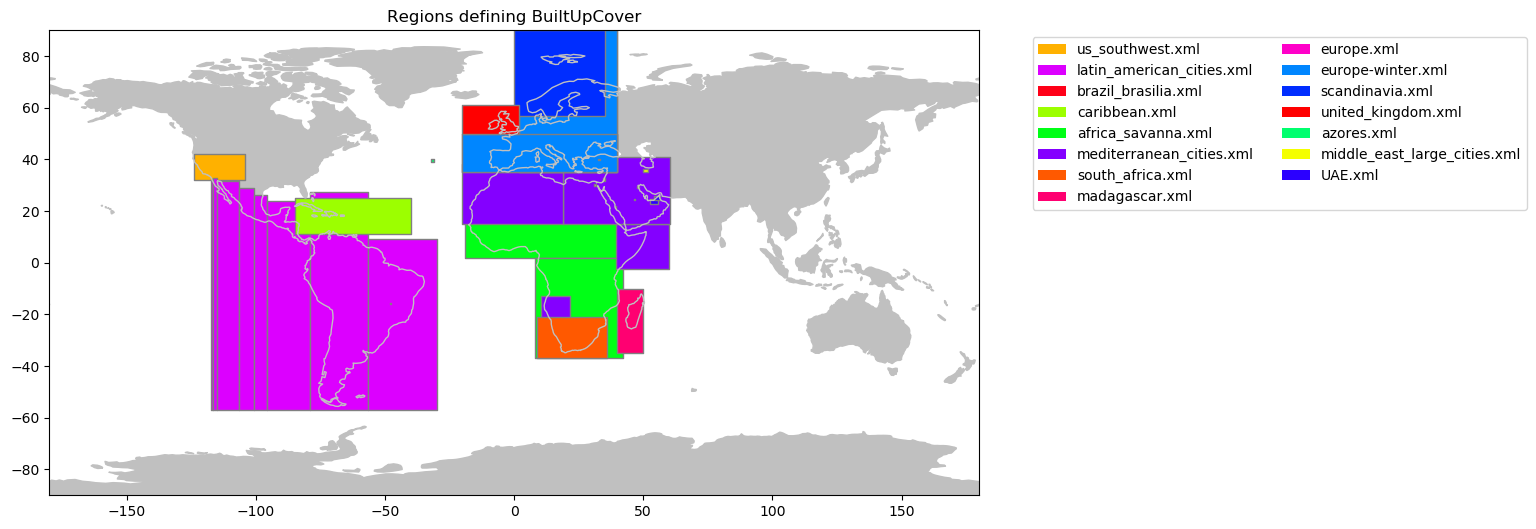 Regions defining BuiltUpCover
80
60
40
20
0
−20
−40
−60
−80
−150
−100
−50
0
50
100
150
us_southwest.xml
latin_american_cities.xml
brazil_brasilia.xml
caribbean.xml
africa_savanna.xml
mediterranean_cities.xml
south_africa.xml
madagascar.xml
europe.xml
europe-winter.xml
scandinavia.xml
united_kingdom.xml
azores.xml
middle_east_large_cities.xml
UAE.xml